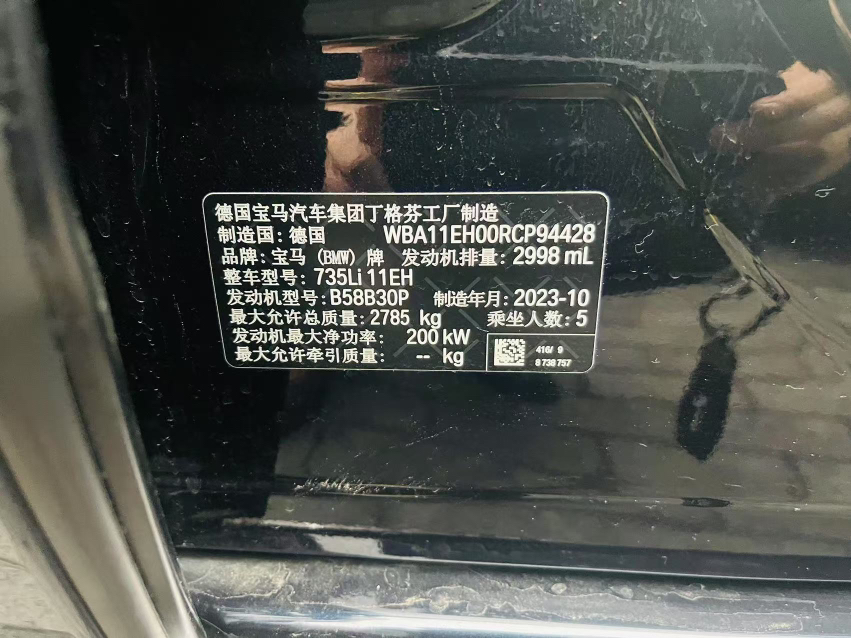 德国宝马汽车集团丁格芬工厂制造
制造国: 德国 WBA11EH00RCP94428
品牌: 宝马 (BMW) 牌 发动机排量: 2998 mL
整车型号: 735Li 11EH
发动机型号: B58B30P 制造年月: 2023-10
最大允许总质量: 2785 kg 乘坐人数: 5
发动机最大净功率: 200 kW
最大允许牵引质量: -- kg
416/ 9
8 738 757